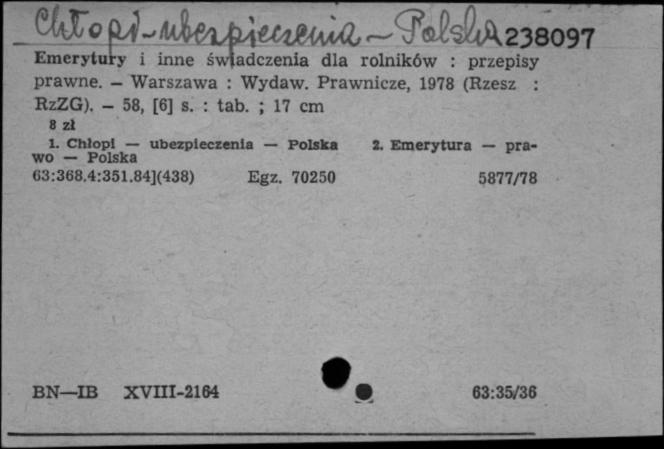 Chłopi - ubezpieczenia - Polska 238097
Emerytury i inne świadczenia dla rolników : przepisy
prawne. — Warszawa : Wydaw. Prawnicze, 1978 (Rzesz :
RzZG). — 58, [6] s. : tab. ; 17 cm
8 zł
1. Chłopi — ubezpieczenia — Polska 2. Emerytura — pra-
wo — Polska
63:368.4:351.84](438) Egz. 70250 5877/78
BN—IB XVIII-2164 63:35/36